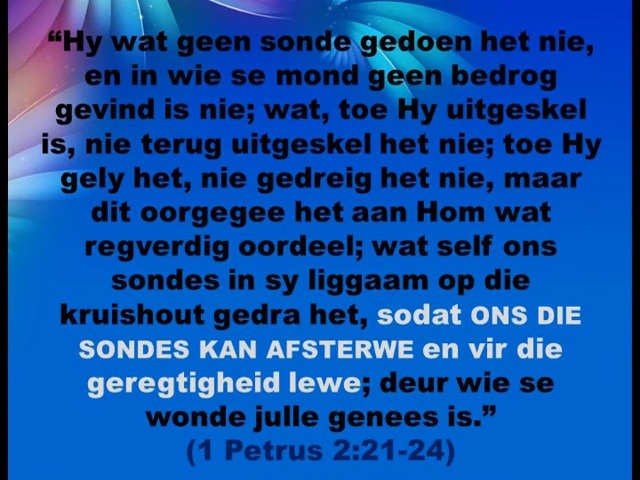 “Hy wat geen sonde gedoen het nie,
en in wie se mond geen bedrog
gevind is nie; wat, toe Hy uitgeskel
is, nie terug uitgeskel het nie; toe Hy
gely het, nie gedreig het nie, maar
dit oorgegee het aan Hom wat
regverdig oordeel; wat self ons
sondes in sy liggaam op die
kruishout gedra het, sodat ONS DIE
SONDES KAN AFSTERWE en vir die
geregtigheid lewe; deur wie se
wonde julle genees is.”
(1 Petrus 2:21-24)